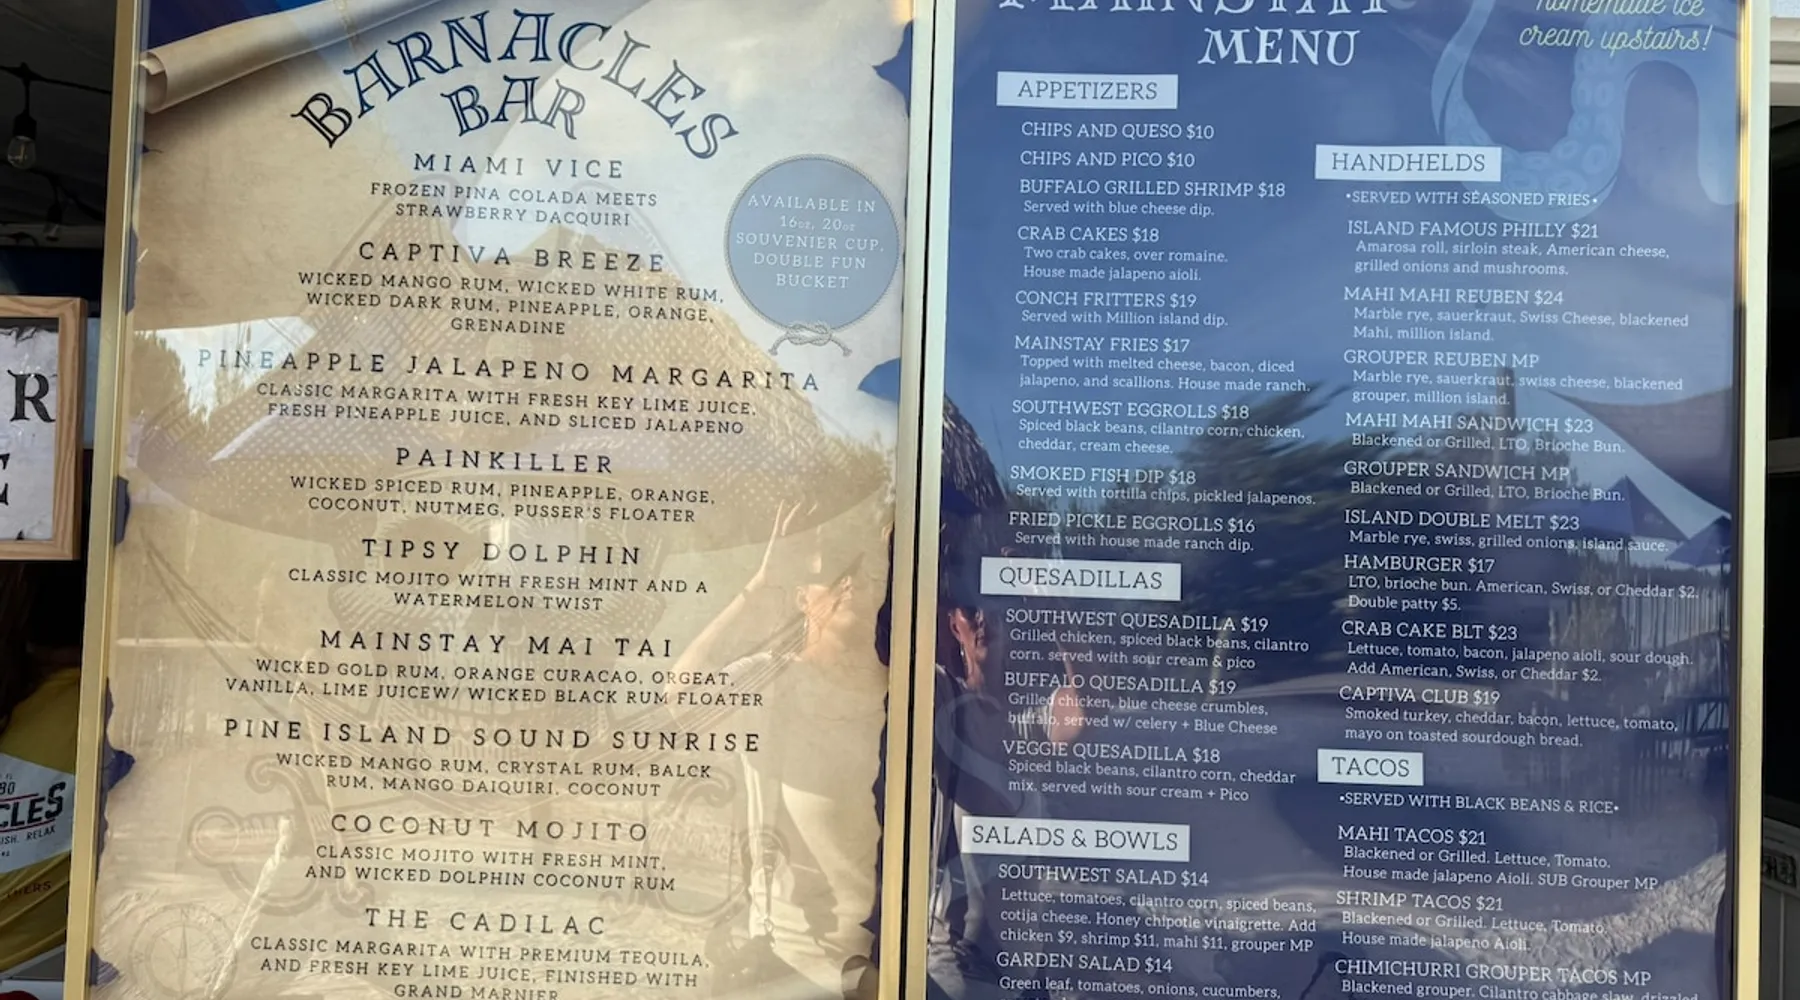 BARNACLES
BAR
MIAMI VICE
FROZEN PINA COLADA MEETS
STRAWBERRY DACQUIRI
AVAILABLE IN
16oz, 20oz
SOUVENIER CUP,
DOUBLE FUN
BUCKET
CAPTIVA BREEZE
WICKED MANGO RUM, WICKED WHITE RUM,
WICKED DARK RUM, PINEAPPLE, ORANGE,
GRENADINE
PINEAPPLE JALAPENO MARGARITA
CLASSIC MARGARITA WITH FRESH KEY LIME JUICE,
FRESH PINEAPPLE JUICE, AND SLICED JALAPENO
PAINKILLER
WICKED SPICED RUM, PINEAPPLE, ORANGE,
COCONUT, NUTMEG, PUSSER'S FLOATER
TIPSY DOLPHIN
CLASSIC MOJITO WITH FRESH MINT AND A
WATERMELON TWIST
MAINSTAY MAI TAI
WICKED GOLD RUM, ORANGE CURACAO, ORGEAT,
VANILLA, LIME JUICEW/ WICKED BLACK RUM FLOATER
PINE ISLAND SOUND SUNRISE
WICKED MANGO RUM, CRYSTAL RUM, BALCK
RUM, MANGO DAIQUIRI, COCONUT
COCONUT MOJITO
CLASSIC MOJITO WITH FRESH MINT,
AND WICKED DOLPHIN COCONUT RUM
THE CADILAC
CLASSIC MARGARITA WITH PREMIUM TEQUILA,
AND FRESH KEY LIME JUICE, FINISHED WITH
GRAND MARNIER
MAINSTAY
MENU
homemade ice
cream upstairs!
APPETIZERS
CHIPS AND QUESO $10
CHIPS AND PICO $10
BUFFALO GRILLED SHRIMP $18
Served with blue cheese dip.
CRAB CAKES $18
Two crab cakes, over romaine.
House made jalapeno aioli.
CONCH FRITTERS $19
Served with Million island dip.
MAINSTAY FRIES $17
Topped with melted cheese, bacon, diced
jalapeno, and scallions. House made ranch.
SOUTHWEST EGGROLLS $18
Spiced black beans, cilantro corn, chicken,
cheddar, cream cheese.
SMOKED FISH DIP $18
Served with tortilla chips, pickled jalapenos.
FRIED PICKLE EGGROLLS $16
Served with house made ranch dip.
QUESADILLAS
SOUTHWEST QUESADILLA $19
Grilled chicken, spiced black beans, cilantro
corn. served with sour cream & pico
BUFFALO QUESADILLA $19
Grilled chicken, blue cheese crumbles,
buffalo, served w/ celery + Blue Cheese
VEGGIE QUESADILLA $18
Spiced black beans, cilantro corn, cheddar
mix. served with sour cream + Pico
SALADS & BOWLS
SOUTHWEST SALAD $14
Lettuce, tomatoes, cilantro corn, spiced beans,
cotija cheese. Honey chipotle vinaigrette. Add
chicken $9, shrimp $11, mahi $11, grouper MP
GARDEN SALAD $14
Green leaf, tomatoes, onions, cucumbers,
HANDHELDS
•SERVED WITH SEASONED FRIES•
ISLAND FAMOUS PHILLY $21
Amarosa roll, sirloin steak, American cheese,
grilled onions and mushrooms.
MAHI MAHI REUBEN $24
Marble rye, sauerkraut, Swiss Cheese, blackened
Mahi, million island.
GROUPER REUBEN MP
Marble rye, sauerkraut, swiss cheese, blackened
grouper, million island.
MAHI MAHI SANDWICH $23
Blackened or Grilled, LTO, Brioche Bun.
GROUPER SANDWICH MP
Blackened or Grilled, LTO, Brioche Bun.
ISLAND DOUBLE MELT $23
Marble rye, swiss, grilled onions, island sauce.
HAMBURGER $17
LTO, brioche bun. American, Swiss, or Cheddar $2.
Double patty $5.
CRAB CAKE BLT $23
Lettuce, tomato, bacon, jalapeno aioli, sour dough.
Add American, Swiss, or Cheddar $2.
CAPTIVA CLUB $19
Smoked turkey, cheddar, bacon, lettuce, tomato,
mayo on toasted sourdough bread.
TACOS
•SERVED WITH BLACK BEANS & RICE•
MAHI TACOS $21
Blackened or Grilled. Lettuce, Tomato.
House made jalapeno Aioli. SUB Grouper MP
SHRIMP TACOS $21
Blackened or Grilled. Lettuce, Tomato.
House made jalapeno Aioli.
CHIMICHURRI GROUPER TACOS MP
Blackened grouper, Cilantro cabbage slaw, drizzled